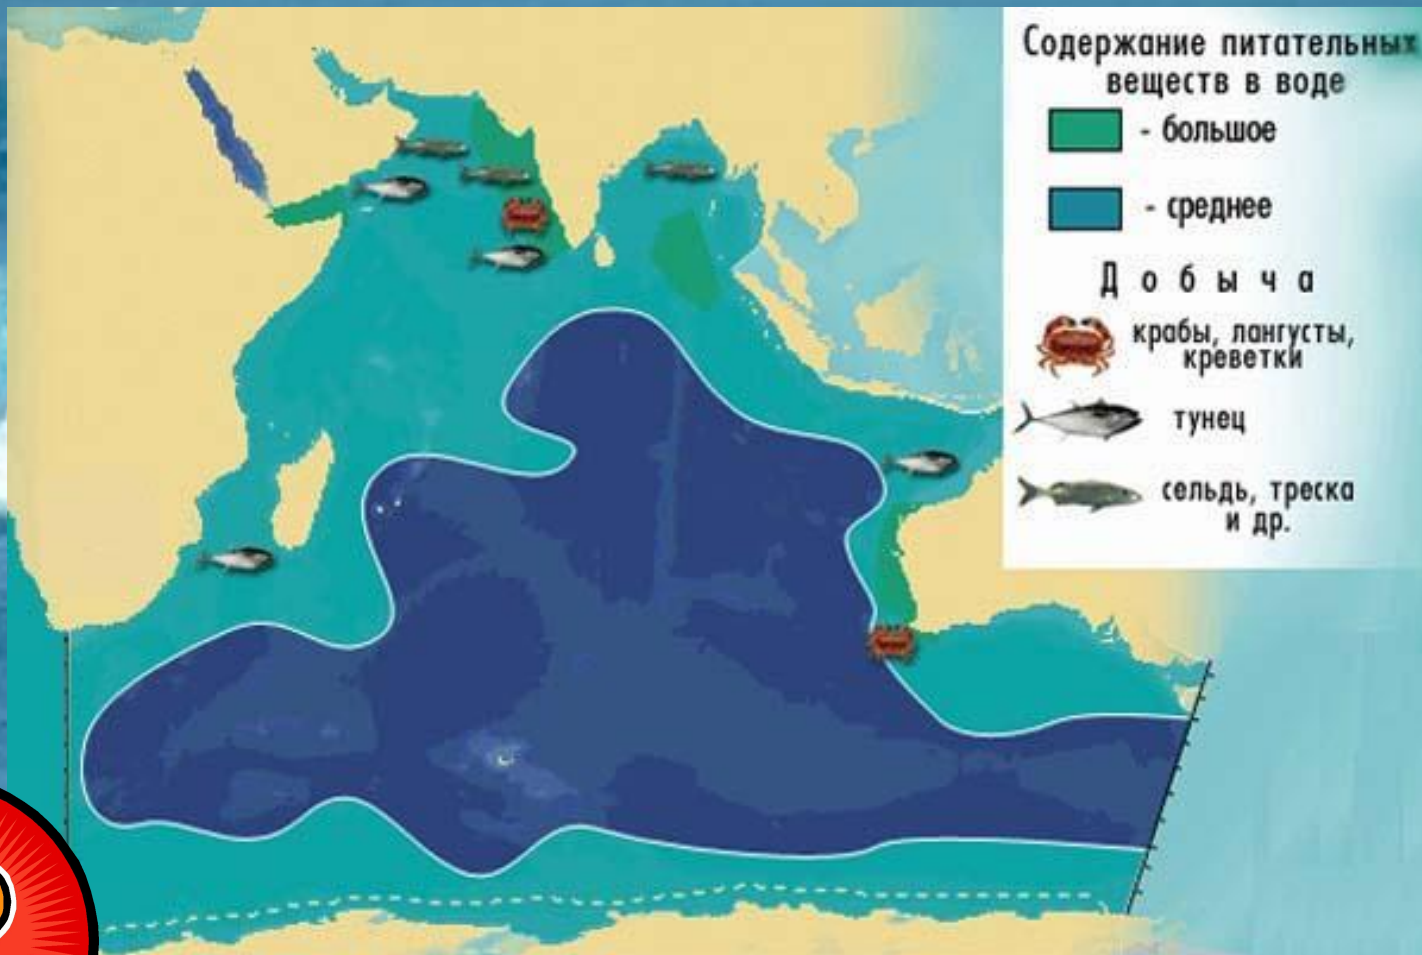 Содержание питательных
веществ в воде
- большое
- среднее
Добыча
крабы, лангусты,
креветки
тунец
сельдь, треска
и др.